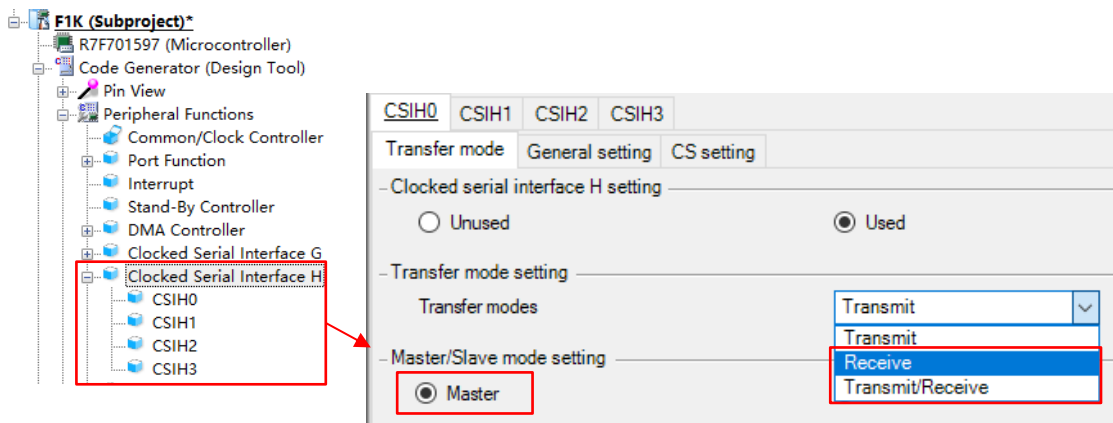 F1K (Subproject)*
R7F701597 (Microcontroller)
Code Generator (Design Tool)
Pin View
Peripheral Functions
Common/Clock Controller
Port Function
Interrupt
Stand-By Controller
DMA Controller
Clocked Serial Interface G
Clocked Serial Interface H
CSIH0
CSIH1
CSIH2
CSIH3
CSIH0 CSIH1 CSIH2 CSIH3
Transfer mode General setting CS setting
Clocked serial interface H setting
Unused Used
Transfer mode setting
Transfer modes Transmit
Transmit
Receive
Transmit/Receive
Master/Slave mode setting
Master